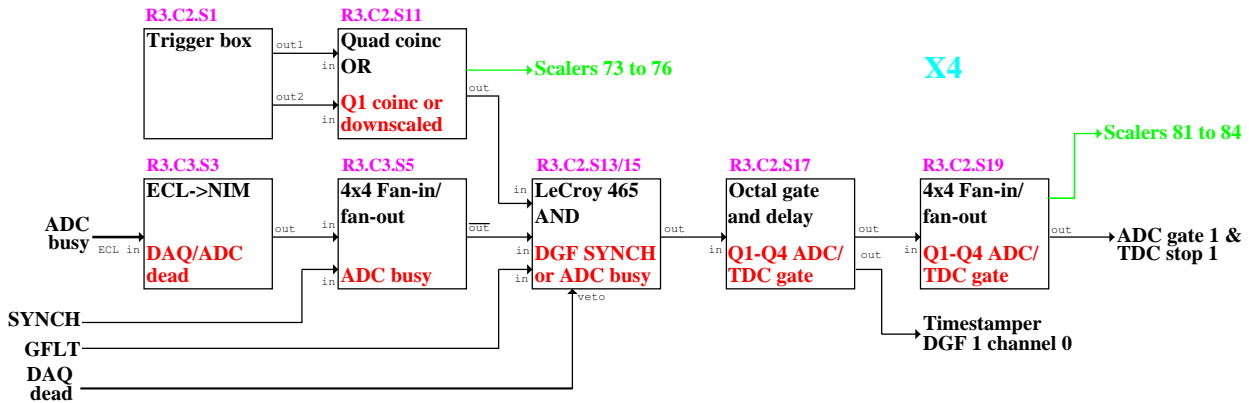 R3.C2.S1
Trigger box
out1
out2
R3.C2.S11
Quad coinc
OR
Q1 coinc or
downscaled
in
in
out
Scalers 73 to 76
X4
Scalers 81 to 84
R3.C3.S3
ECL->NIM
DAQ/ADC
dead
ADC
busy
ECL in
out
R3.C3.S5
4x4 Fan-in/
fan-out
ADC busy
in
in
out
R3.C2.S13/15
LeCroy 465
AND
DGF SYNCH
or ADC busy
in
in
in
veto
out
R3.C2.S17
Octal gate
and delay
Q1-Q4 ADC/
TDC gate
in
out
out
R3.C2.S19
4x4 Fan-in/
fan-out
Q1-Q4 ADC/
TDC gate
in
out
ADC gate 1 &
TDC stop 1
Timestamper
DGF 1 channel 0
SYNCH
GFLT
DAQ
dead